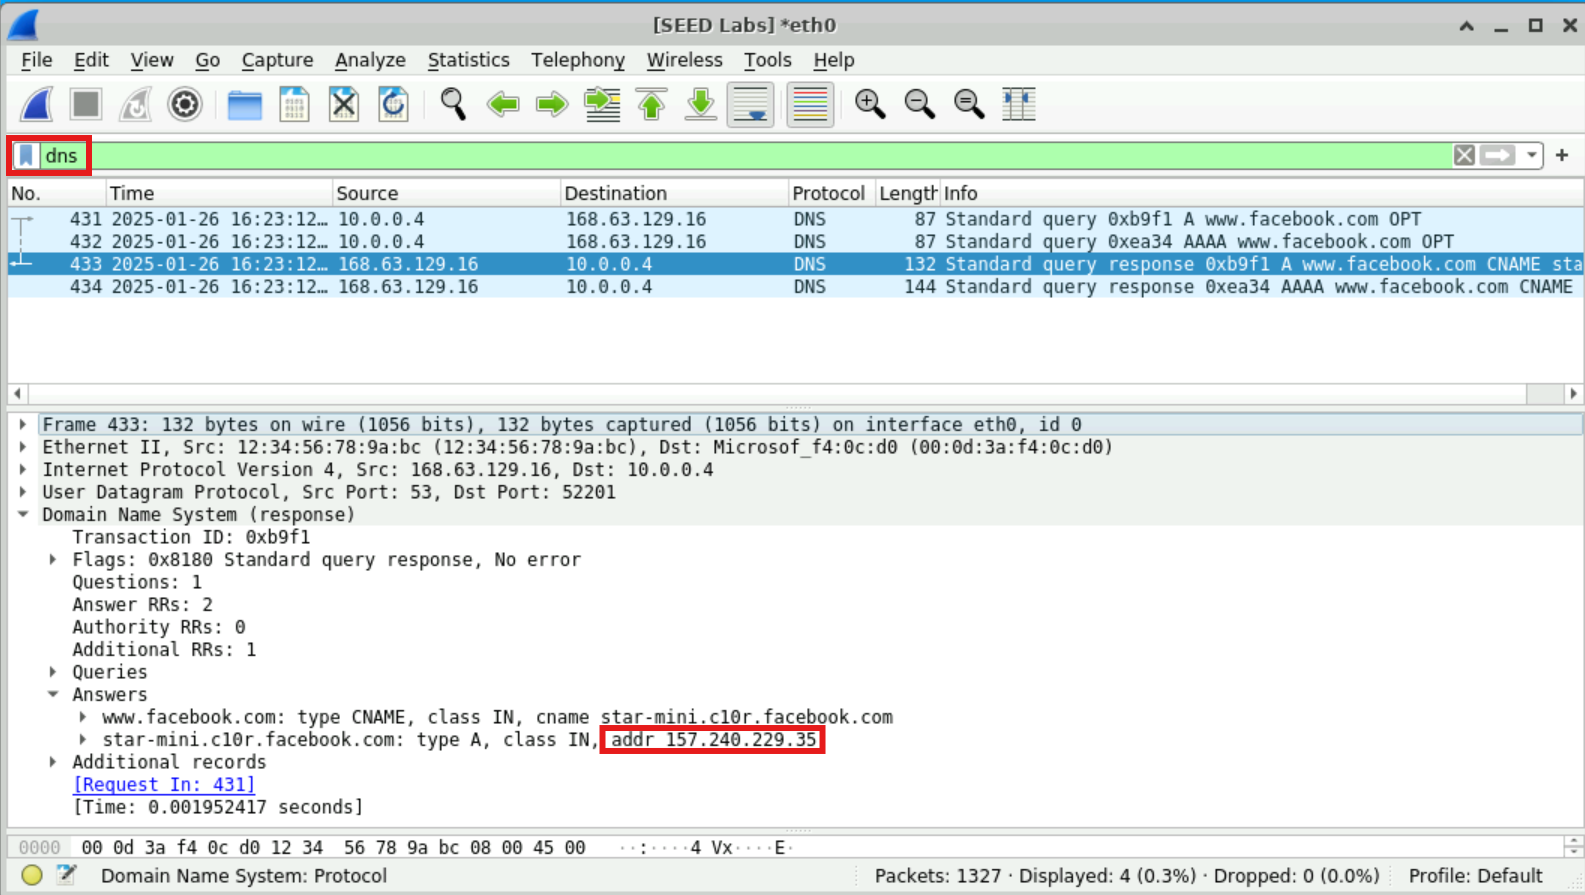 [SEED Labs] *eth0
File Edit View Go Capture Analyze Statistics Telephony Wireless Tools Help
dns
No. Time Source Destination Protocol Length Info
431 2025-01-26 16:23:12… 10.0.0.4 168.63.129.16 DNS 87 Standard query 0xb9f1 A www.facebook.com OPT
432 2025-01-26 16:23:12… 10.0.0.4 168.63.129.16 DNS 87 Standard query 0xea34 AAAA www.facebook.com OPT
433 2025-01-26 16:23:12… 168.63.129.16 10.0.0.4 DNS 132 Standard query response 0xb9f1 A www.facebook.com CNAME sta
434 2025-01-26 16:23:12… 168.63.129.16 10.0.0.4 DNS 144 Standard query response 0xea34 AAAA www.facebook.com CNAME
Frame 433: 132 bytes on wire (1056 bits), 132 bytes captured (1056 bits) on interface eth0, id 0
Ethernet II, Src: 12:34:56:78:9a:bc (12:34:56:78:9a:bc), Dst: Microsof_f4:0c:d0 (00:0d:3a:f4:0c:d0)
Internet Protocol Version 4, Src: 168.63.129.16, Dst: 10.0.0.4
User Datagram Protocol, Src Port: 53, Dst Port: 52201
Domain Name System (response)
Transaction ID: 0xb9f1
Flags: 0x8180 Standard query response, No error
Questions: 1
Answer RRs: 2
Authority RRs: 0
Additional RRs: 1
Queries
Answers
www.facebook.com: type CNAME, class IN, cname star-mini.c10r.facebook.com
star-mini.c10r.facebook.com: type A, class IN, addr 157.240.229.35
Additional records
[Request In: 431]
[Time: 0.001952417 seconds]
0000 00 0d 3a f4 0c d0 12 34 56 78 9a bc 08 00 45 00 ··:····4 Vx····E·
Domain Name System: Protocol Packets: 1327 · Displayed: 4 (0.3%) · Dropped: 0 (0.0%) Profile: Default